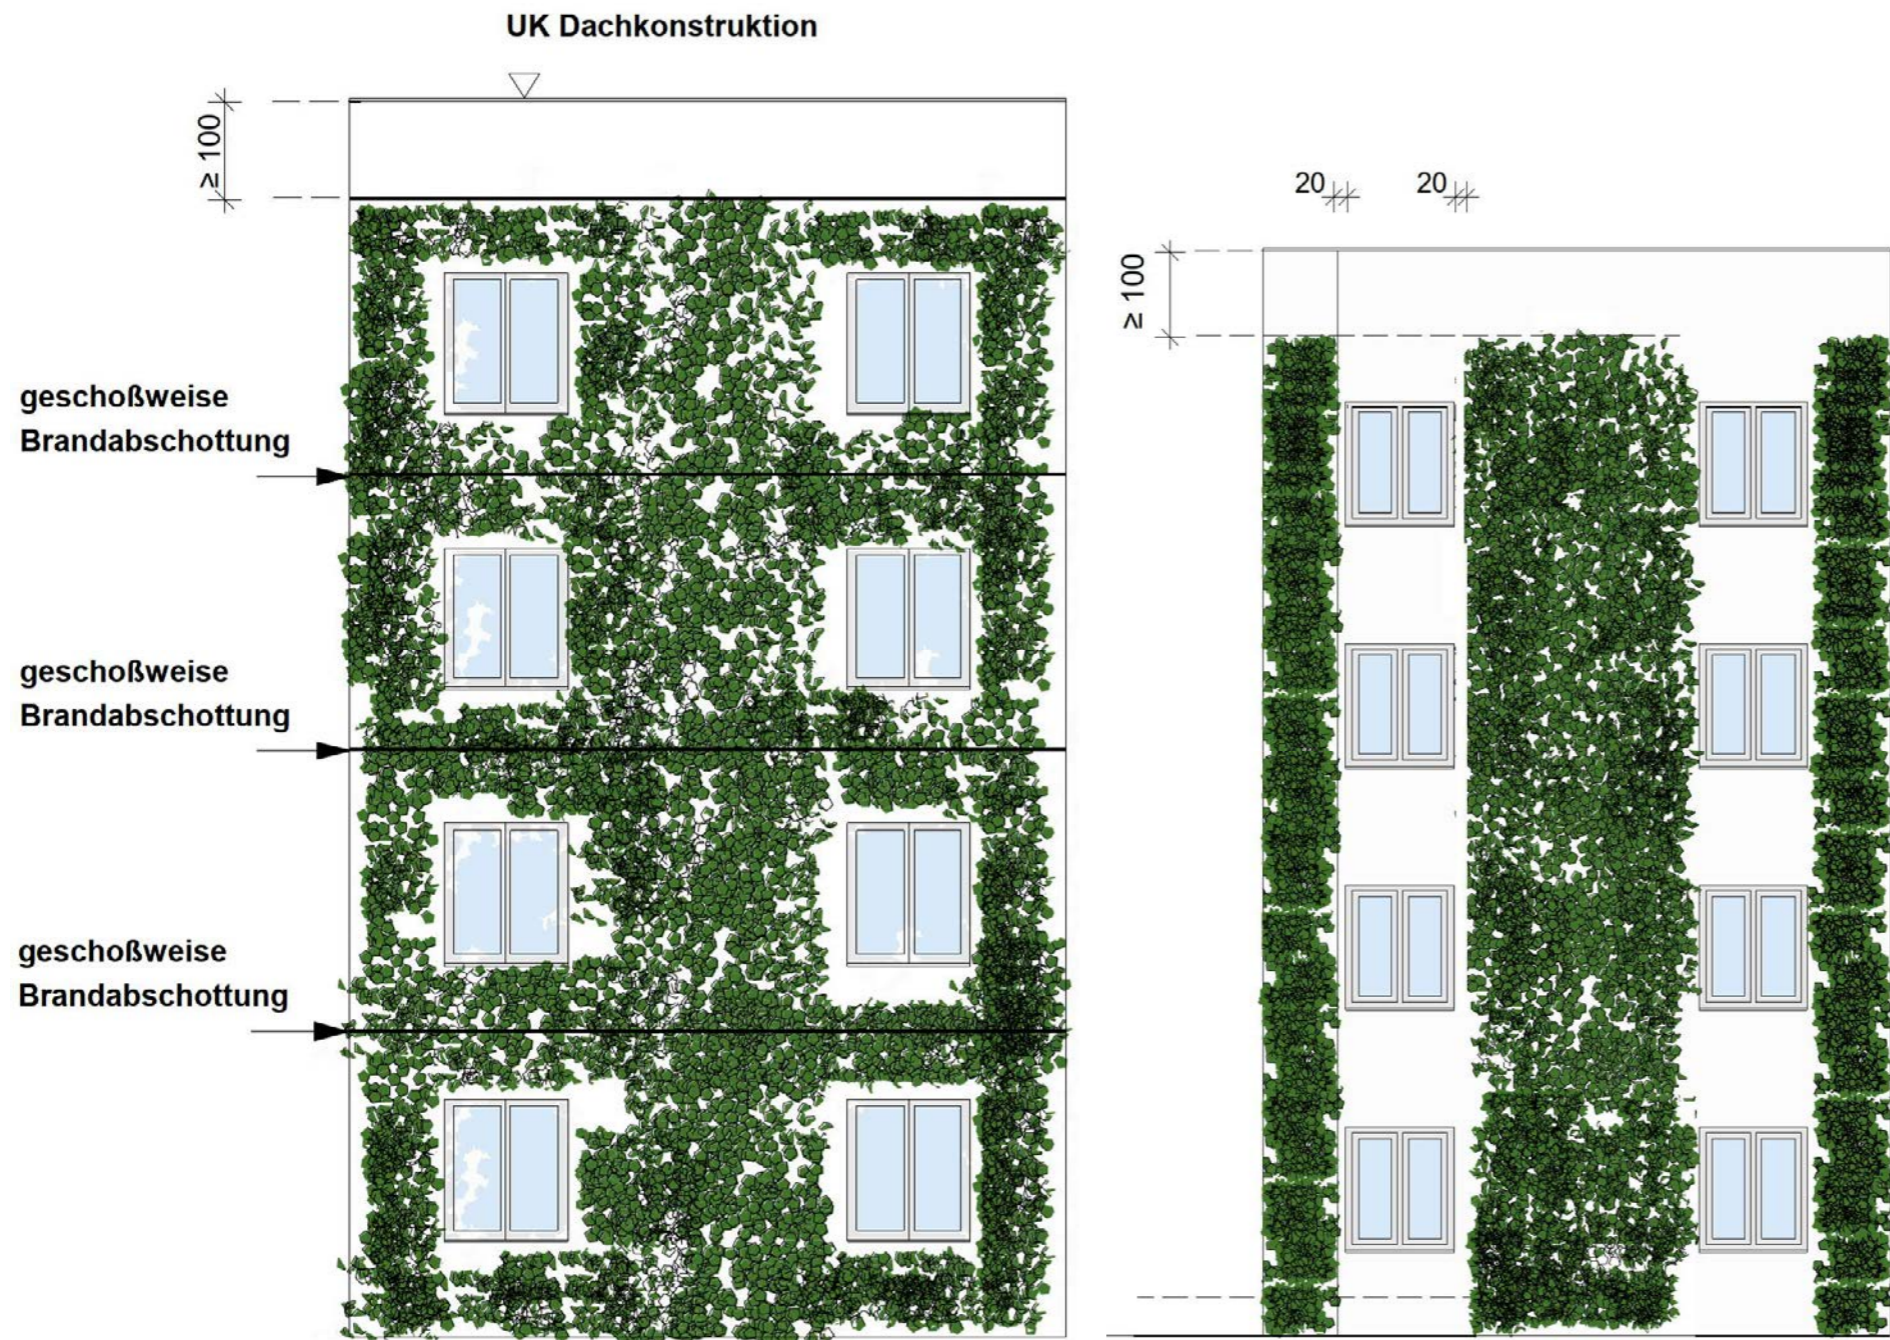 UK Dachkonstruktion
≥ 100
geschoßweise
Brandabschottung
geschoßweise
Brandabschottung
geschoßweise
Brandabschottung
20 20
≥ 100